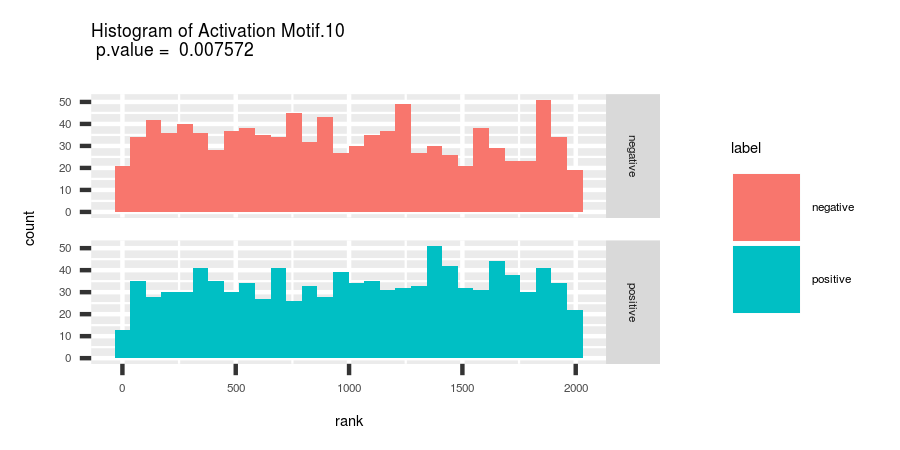 Histogram of Activation Motif.10
p.value = 0.007572
count
50
40
30
20
10
0
negative
50
40
30
20
10
0
positive
0 500 1000 1500 2000
rank
label
negative
positive